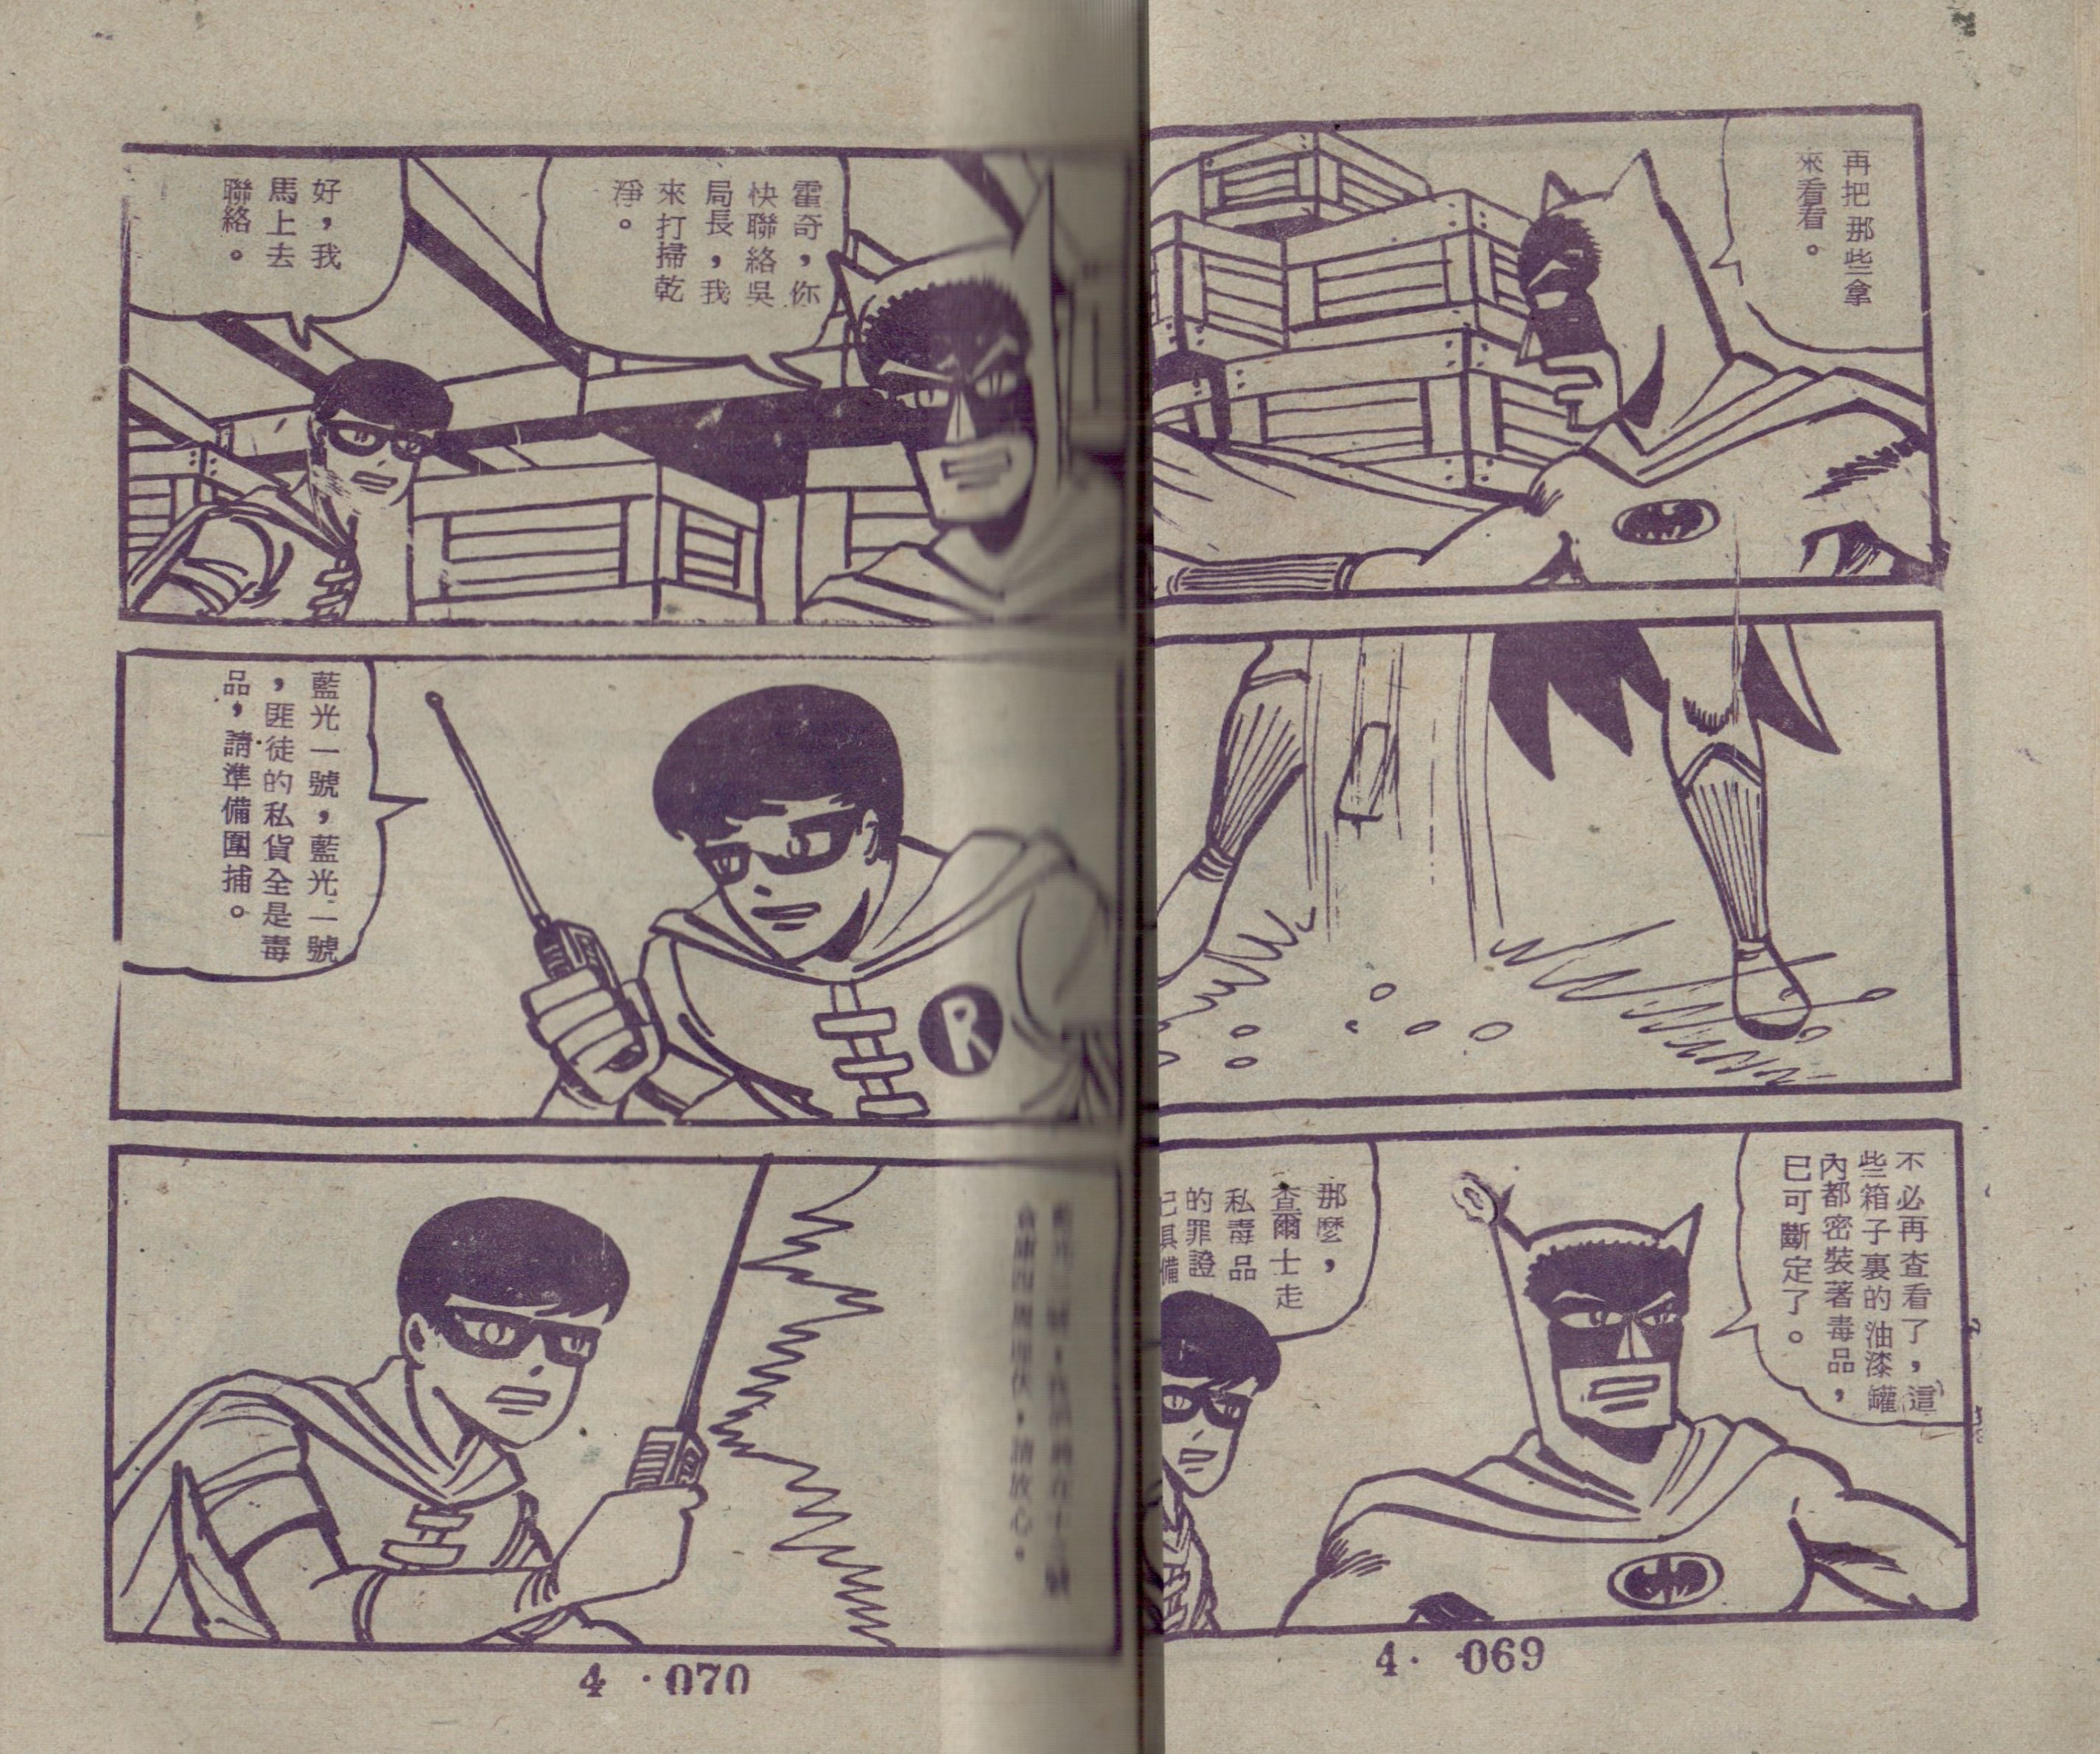 再把那些拿
來看看。
不必再查看了，這
些箱子裏的油漆罐
內都密裝著毒品，
已可斷定了。
那麼，
查爾士走
私毒品
的罪證
已具備
4·069
霍奇，你
快聯絡吳
局長，我
來打掃乾
淨。
好，我
馬上去
聯絡。
藍光一號，藍光一號
，匪徒的私貨全是毒
品，請準備圍捕。
R
，請放心。
4·070